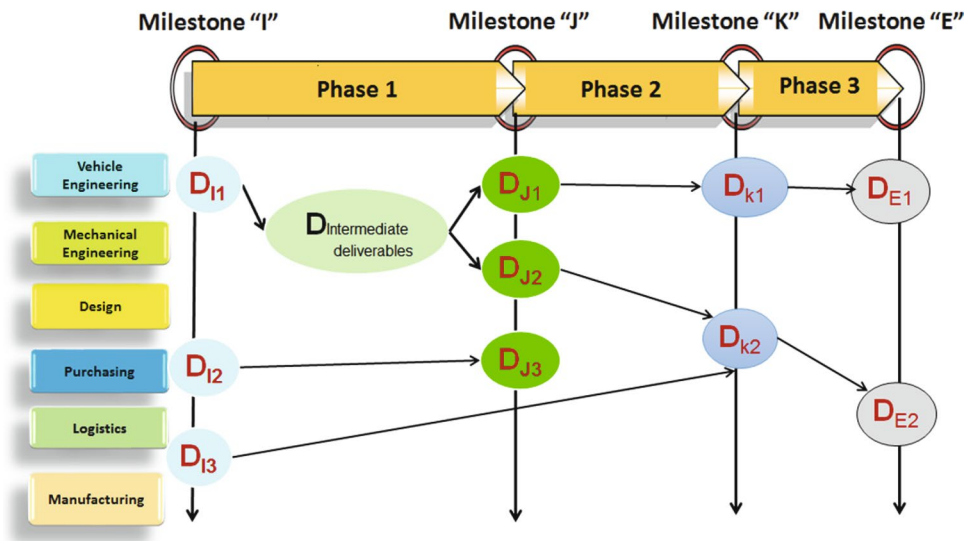 Milestone “I”
Milestone “J”
Milestone “K”
Milestone “E”
Phase 1
Phase 2
Phase 3
Vehicle
Engineering
Mechanical
Engineering
Design
Purchasing
Logistics
Manufacturing
DI1
DI2
DI3
DIntermediate
deliverables
DJ1
DJ2
DJ3
Dk1
Dk2
DE1
DE2